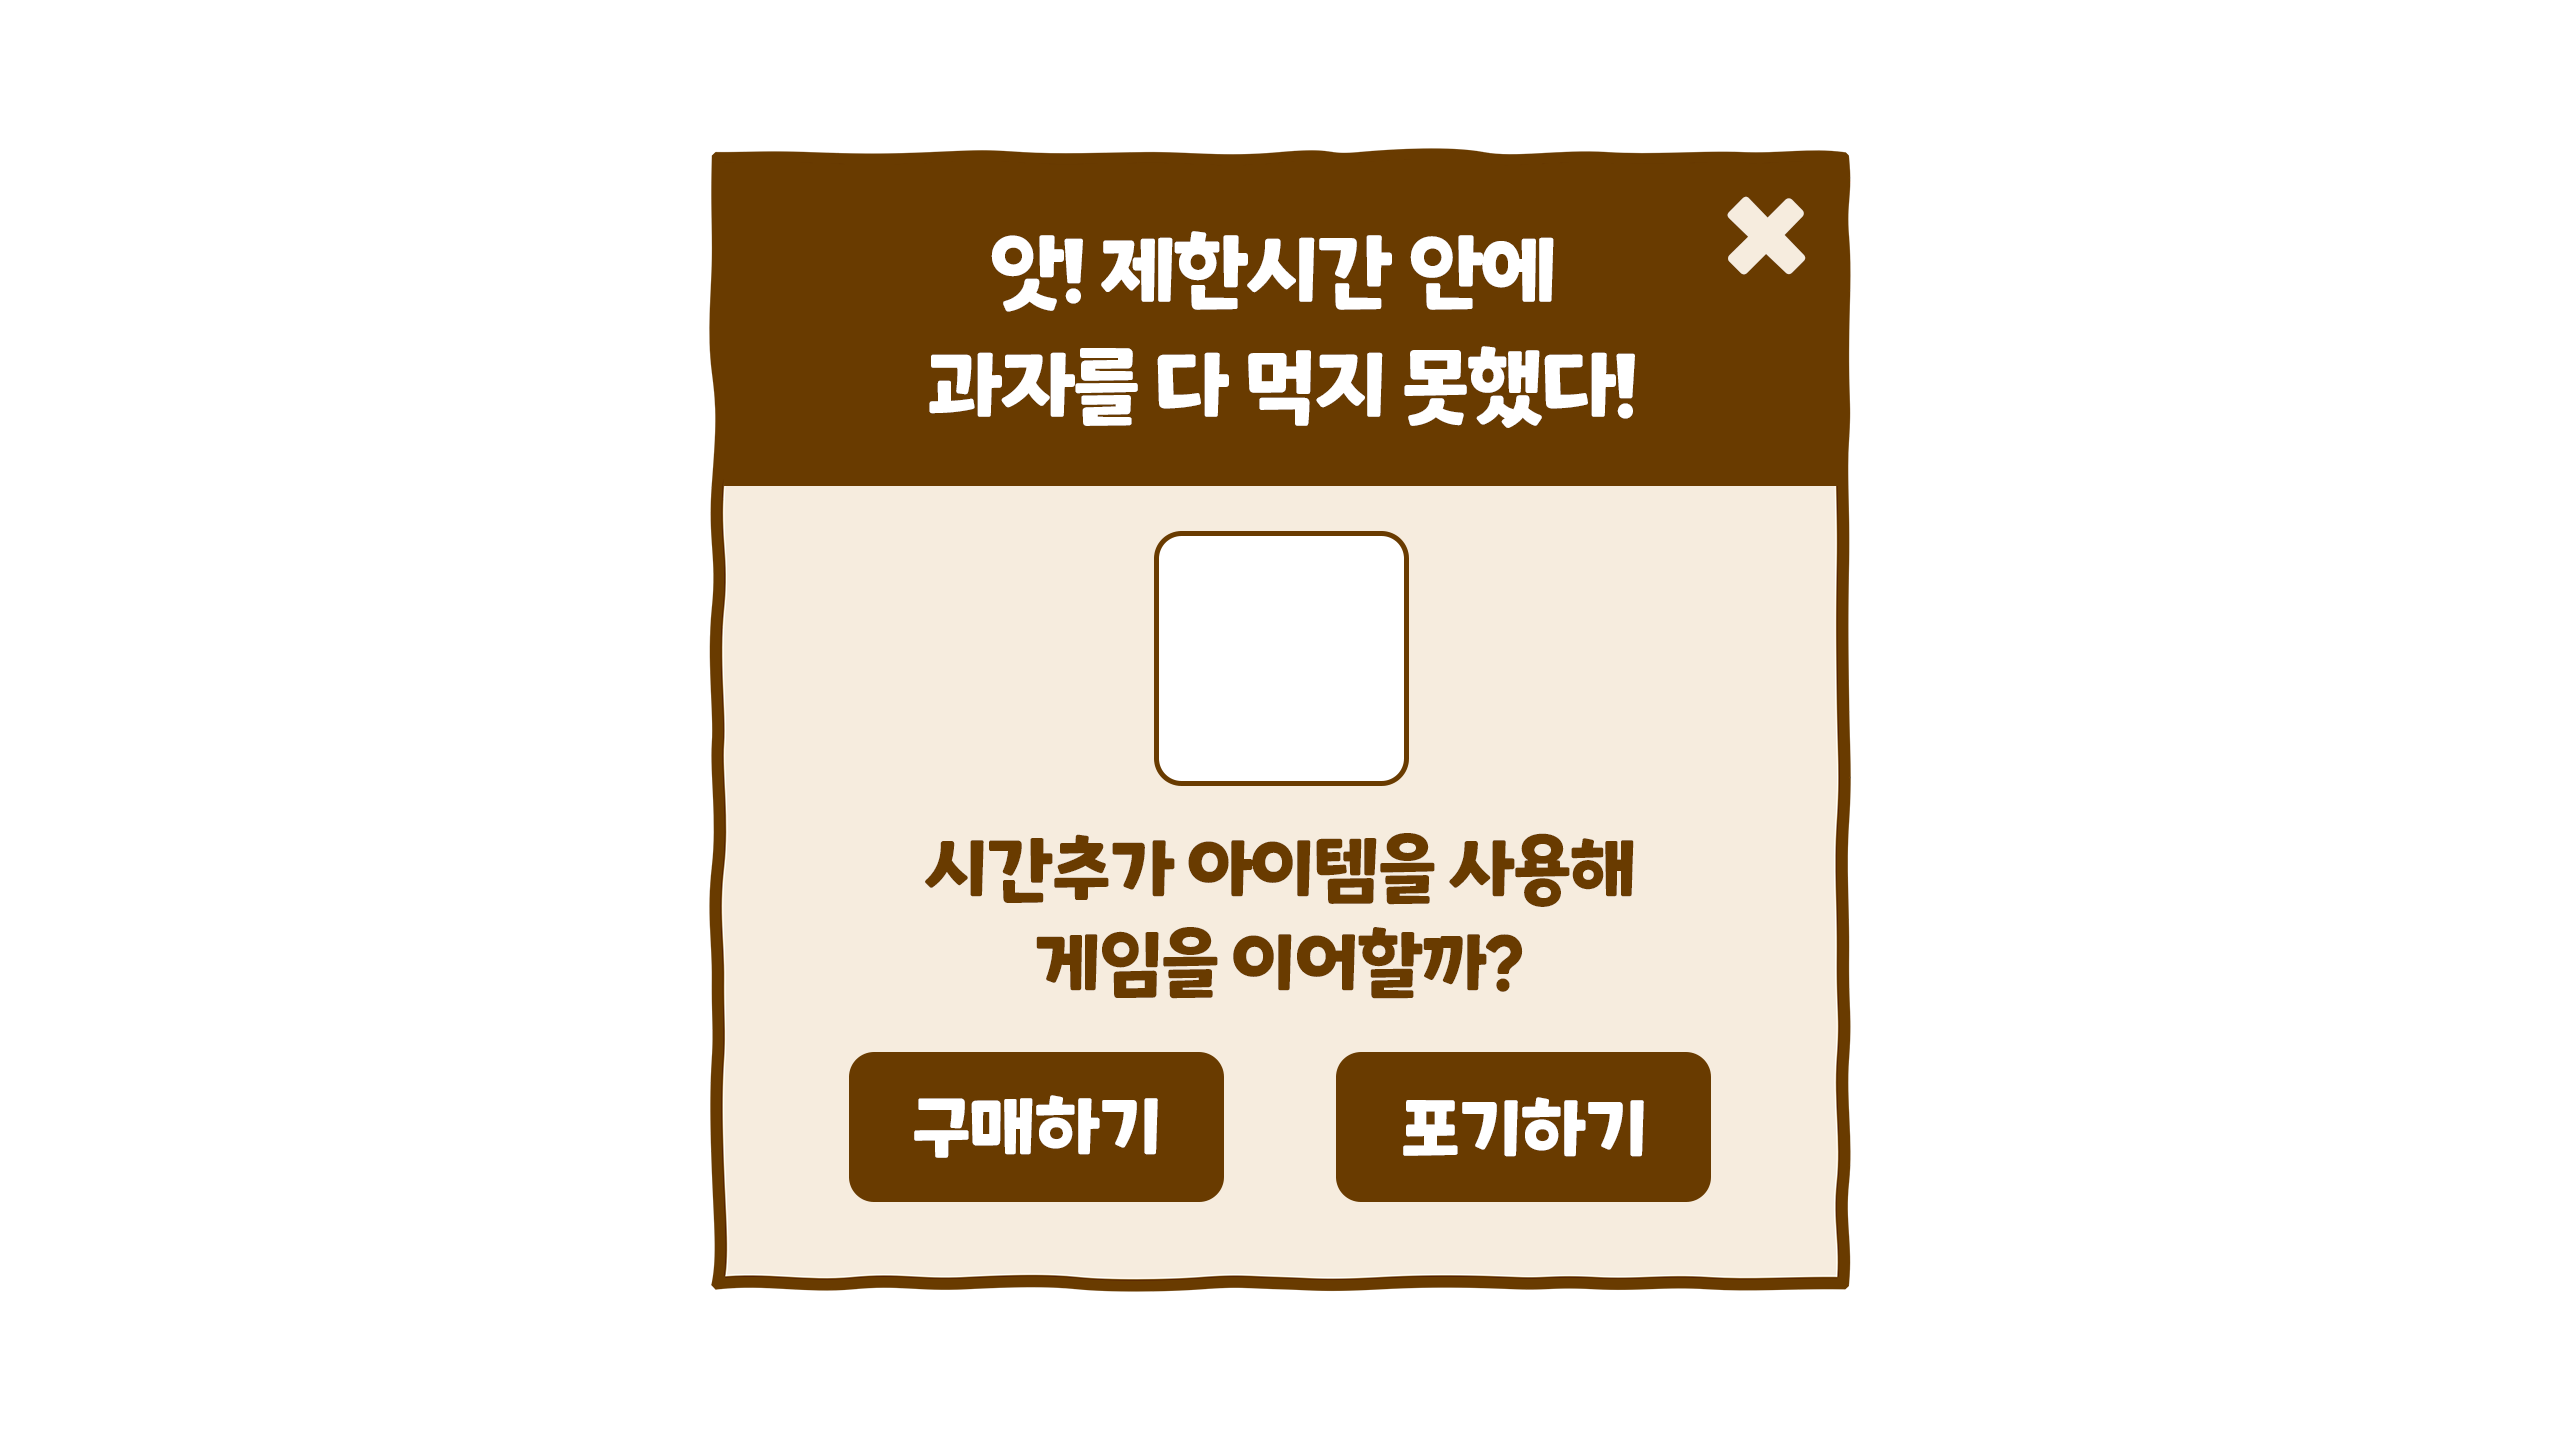 앗! 제한시간 안에
과자를 다 먹지 못했다!
시간추가 아이템을 사용해
게임을 이어할까?
구매하기
포기하기